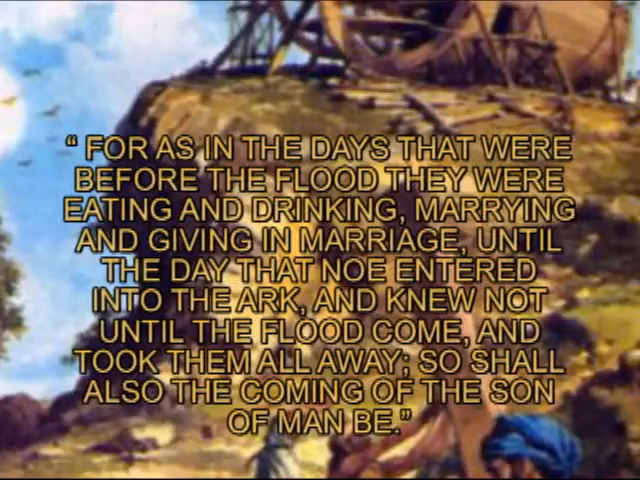 “ FOR AS IN THE DAYS THAT WERE
BEFORE THE FLOOD THEY WERE
EATING AND DRINKING, MARRYING
AND GIVING IN MARRIAGE, UNTIL
THE DAY THAT NOE ENTERED
INTO THE ARK, AND KNEW NOT
UNTIL THE FLOOD COME, AND
TOOK THEM ALL AWAY; SO SHALL
ALSO THE COMING OF THE SON
OF MAN BE.”